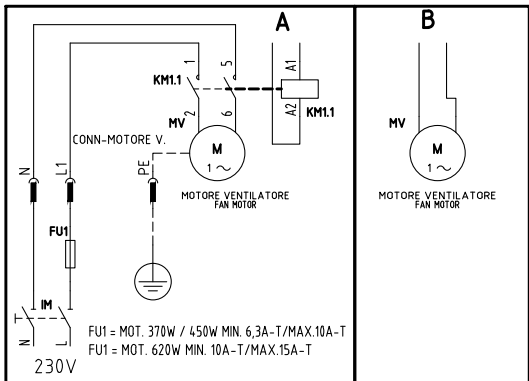 A
B
1
5
KM1.1
A1
A2
KM1.1
2
6
MV
MV
CONN-MOTORE V.
M
1 ~
M
1 ~
N
L1
PE
MOTORE VENTILATORE
FAN MOTOR
MOTORE VENTILATORE
FAN MOTOR
FU1
IM
N
L
FU1 = MOT. 370W / 450W MIN. 6,3A-T/MAX.10A-T
FU1 = MOT. 620W MIN. 10A-T/MAX.15A-T
230V